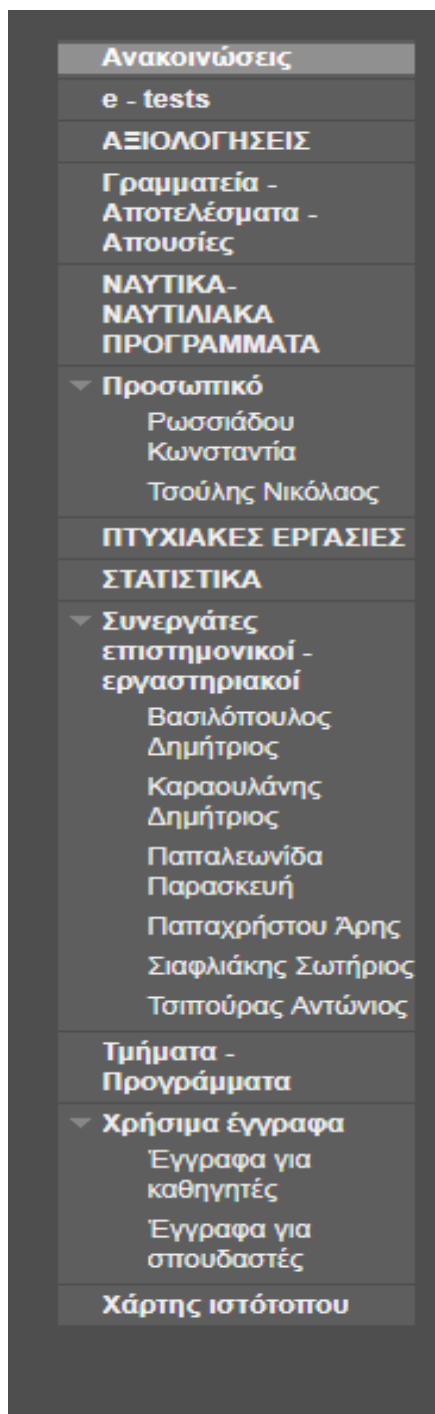 Ανακοινώσεις
e - tests
ΑΞΙΟΛΟΓΗΣΕΙΣ
Γραμματεία -
Αποτελέσματα -
Απουσίες
ΝΑΥΤΙΚΑ-
ΝΑΥΤΙΛΙΑΚΑ
ΠΡΟΓΡΑΜΜΑΤΑ
Προσωπικό
Ρωσσιάδου
Κωνσταντία
Τσούλης Νικόλαος
ΠΤΥΧΙΑΚΕΣ ΕΡΓΑΣΙΕΣ
ΣΤΑΤΙΣΤΙΚΑ
Συνεργάτες
επιστημονικοί -
εργαστηριακοί
Βασιλόπουλος
Δημήτριος
Καραουλάνης
Δημήτριος
Παπαλεωνίδα
Παρασκευή
Παπαχρήστου Άρης
Σιαφλιάκης Σωτήριος
Τσιπούρας Αντώνιος
Τμήματα -
Προγράμματα
Χρήσιμα έγγραφα
Έγγραφα για
καθηγητές
Έγγραφα για
σπουδαστές
Χάρτης ιστότοπου